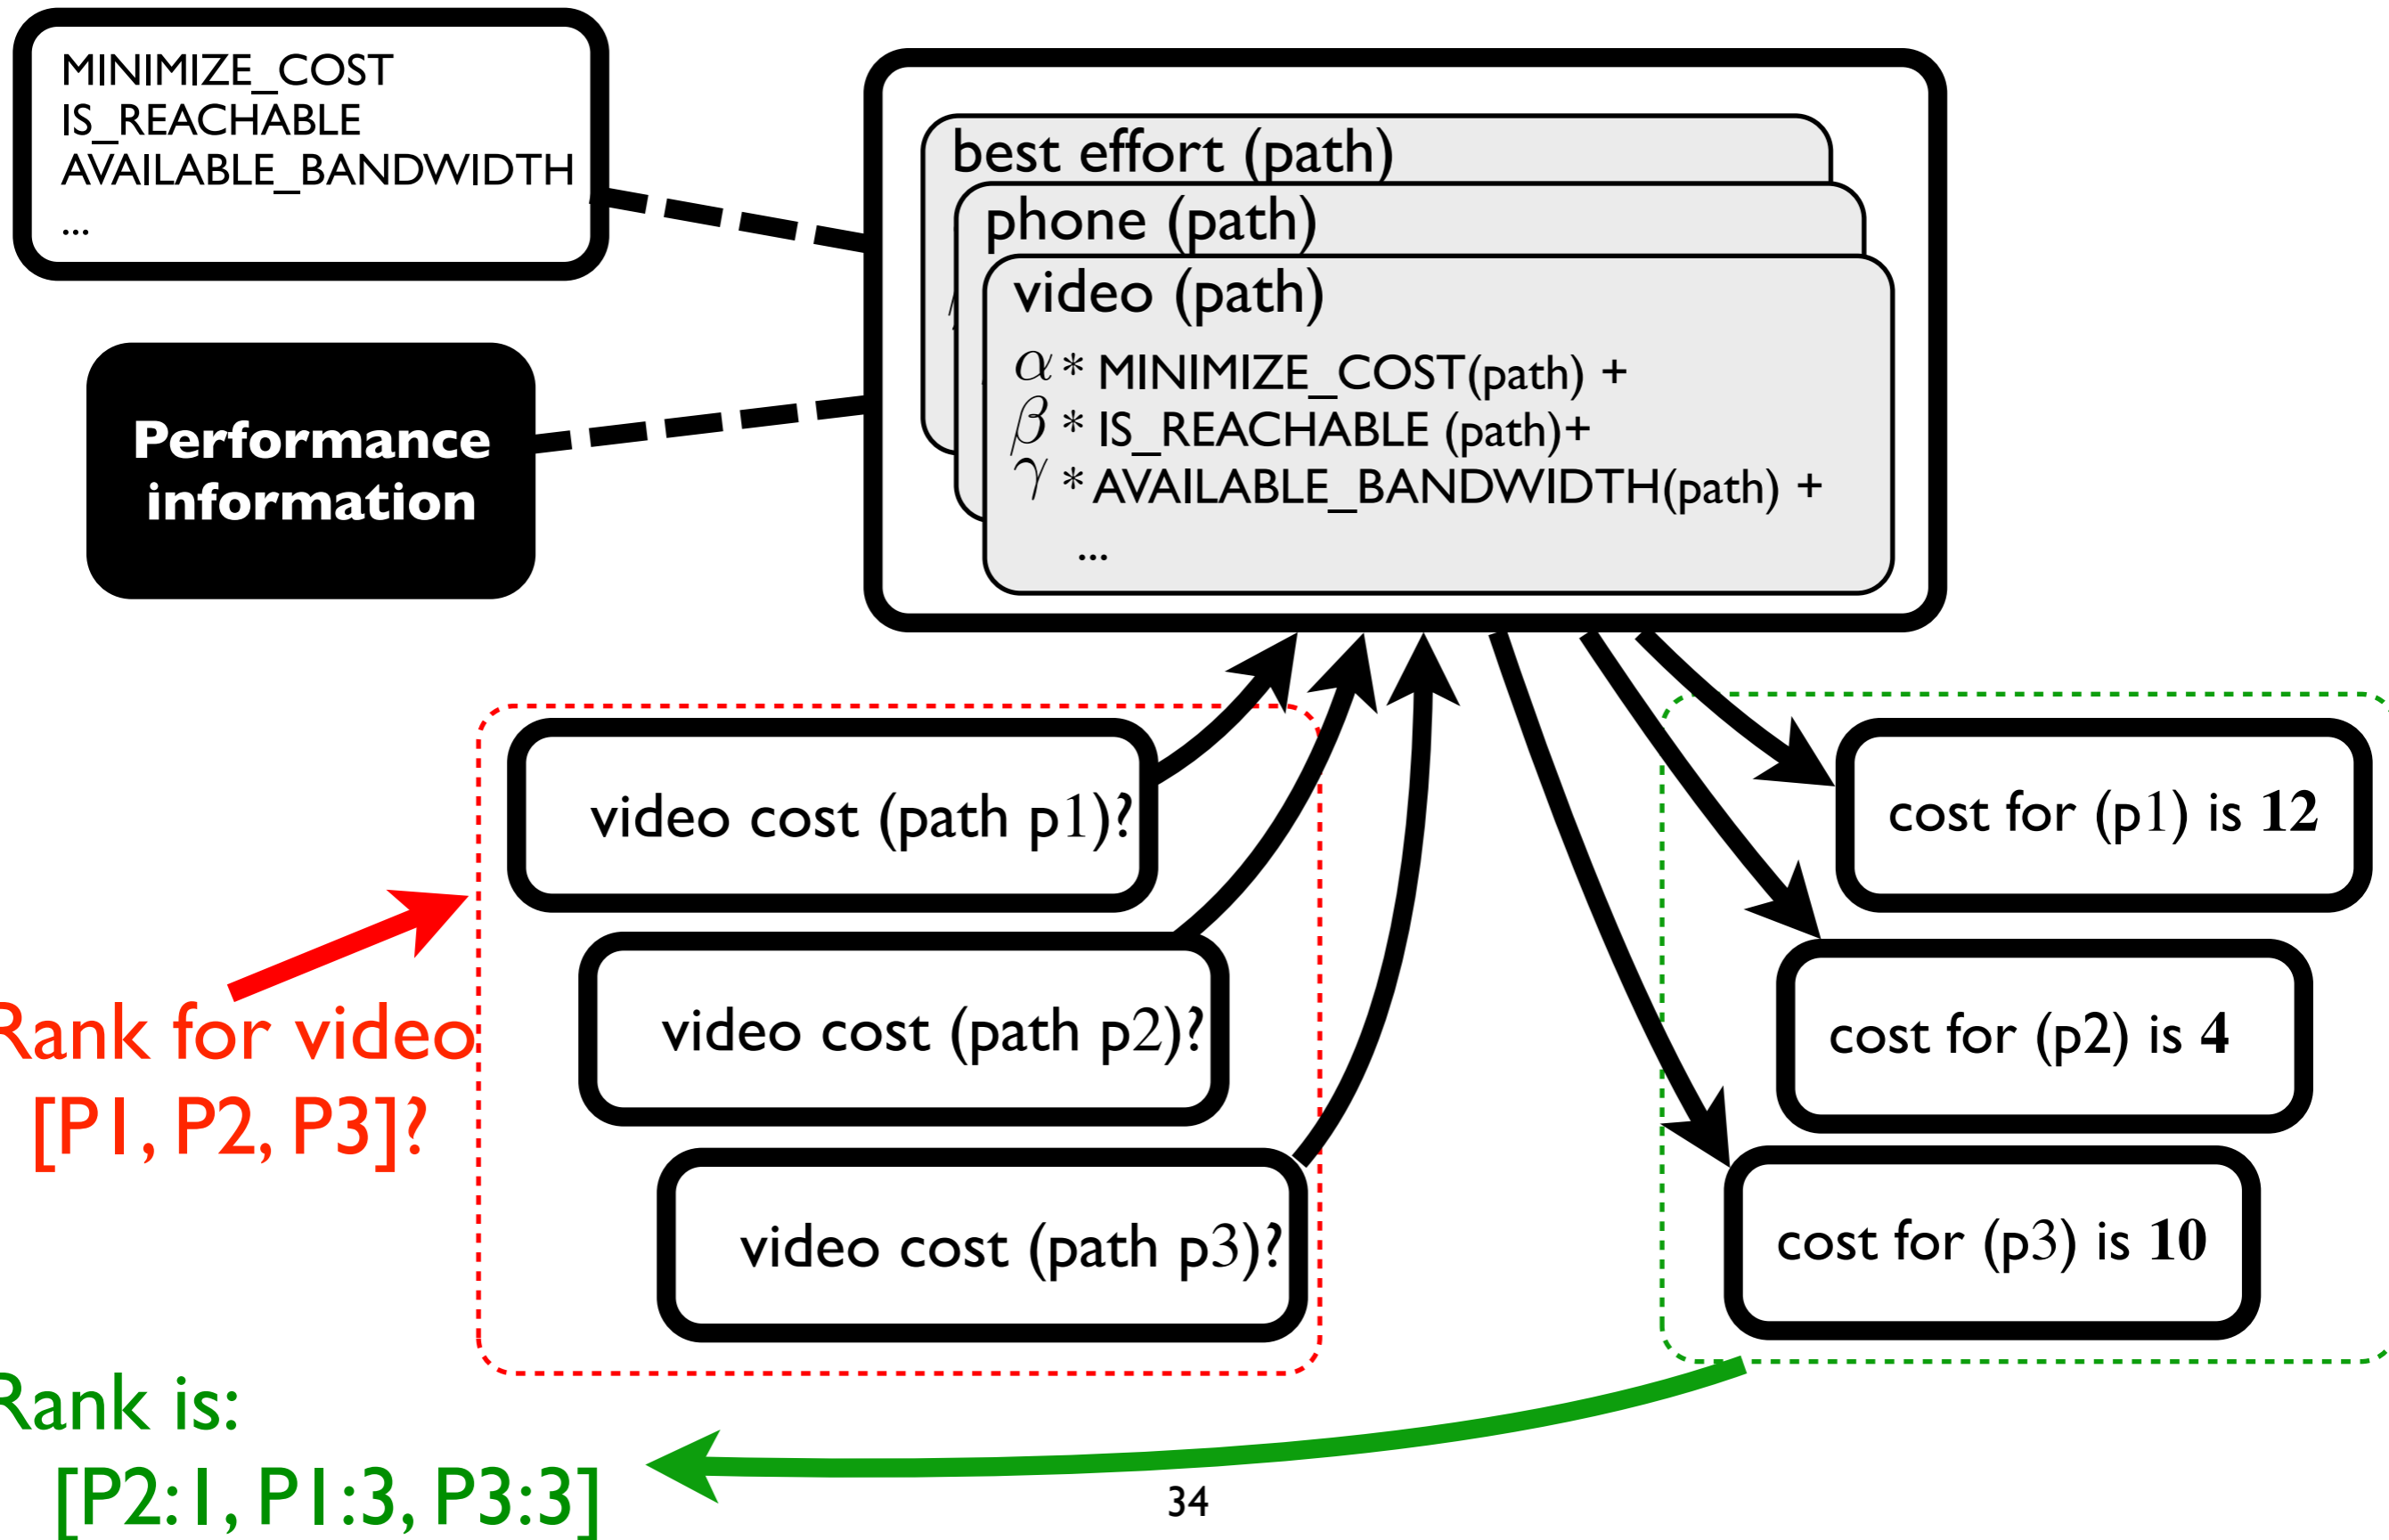 MINIMIZE_COST
IS_REACHABLE
AVAILABLE_BANDWIDTH
...
Performance
information
best effort (path)
phone (path)
video (path)
α * MINIMIZE_COST(path) +
β * IS_REACHABLE (path)+
γ * AVAILABLE_BANDWIDTH(path) +
...
video cost (path p1)?
video cost (path p2)?
video cost (path p3)?
cost for (p1) is 12
cost for (p2) is 4
cost for (p3) is 10
Rank for video
[P1, P2, P3]?
Rank is:
[P2:1, P1:3, P3:3]
34